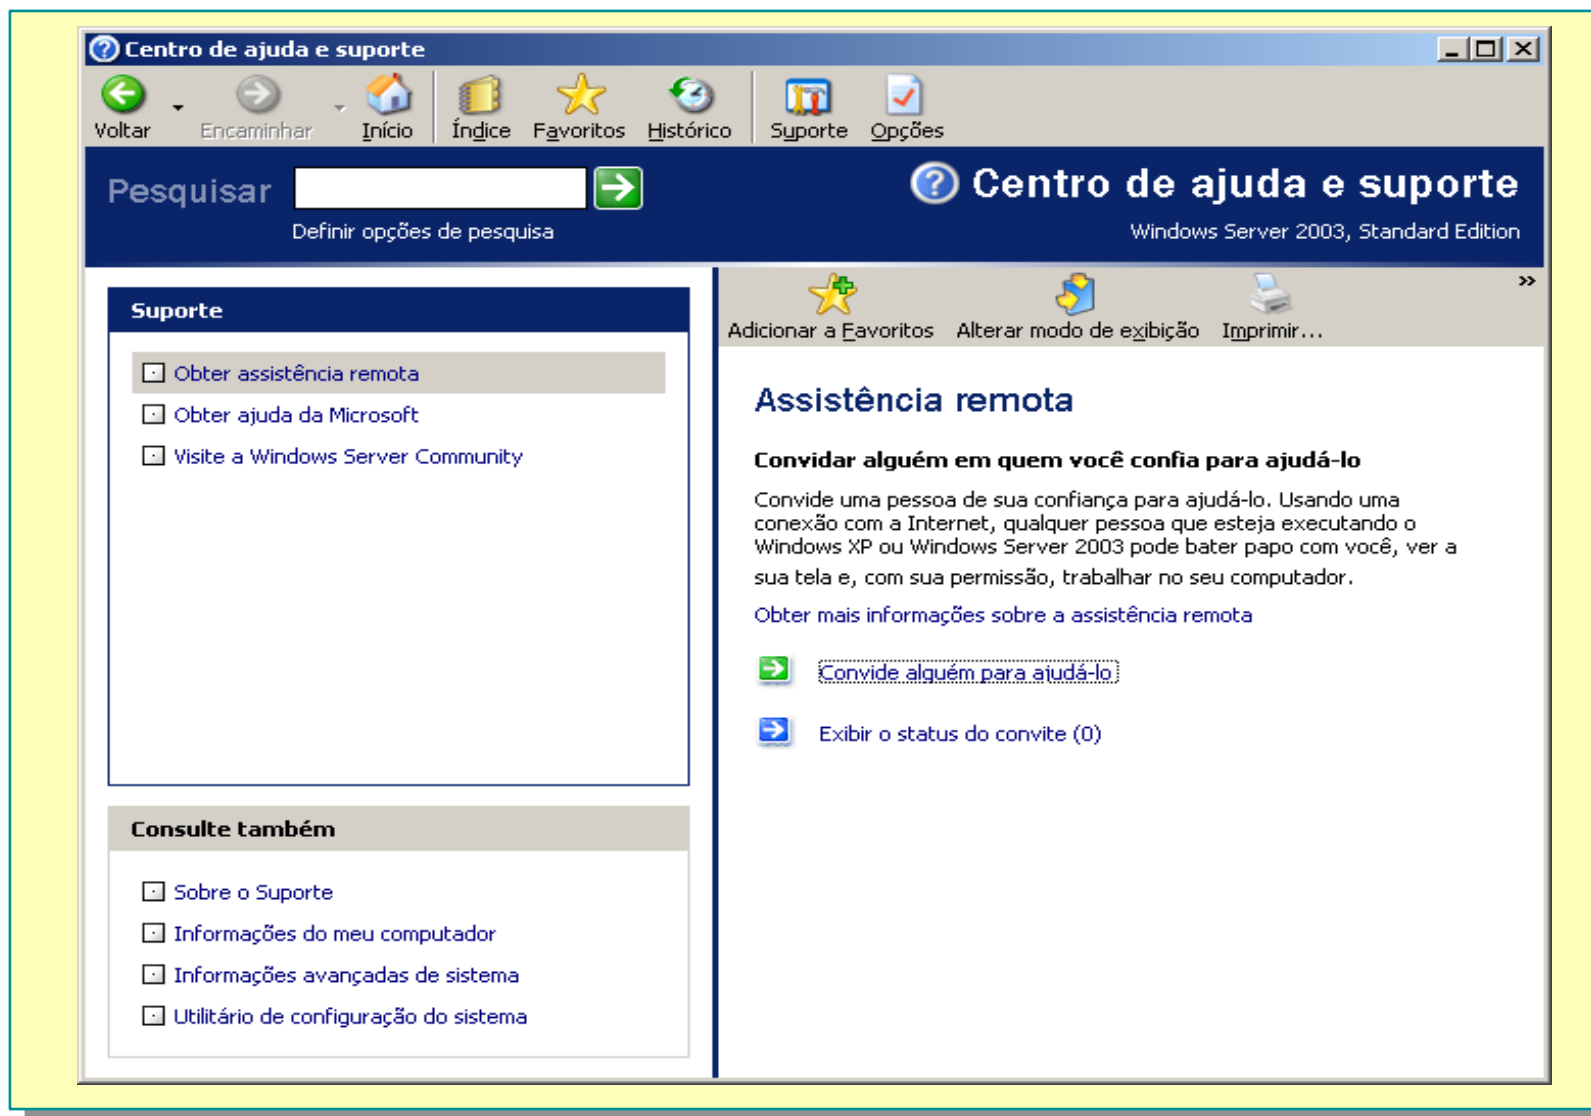 Centro de ajuda e suporte
Voltar Encaminhar Início Índice Favoritos Histórico Suporte Opções
Pesquisar
Definir opções de pesquisa
Centro de ajuda e suporte
Windows Server 2003, Standard Edition
Suporte
Obter assistência remota
Obter ajuda da Microsoft
Visite a Windows Server Community
Consulte também
Sobre o Suporte
Informações do meu computador
Informações avançadas de sistema
Utilitário de configuração do sistema
Adicionar a Favoritos Alterar modo de exibição Imprimir... »
Assistência remota
Convidar alguém em quem você confia para ajudá-lo
Convide uma pessoa de sua confiança para ajudá-lo. Usando uma
conexão com a Internet, qualquer pessoa que esteja executando o
Windows XP ou Windows Server 2003 pode bater papo com você, ver a
sua tela e, com sua permissão, trabalhar no seu computador.
Obter mais informações sobre a assistência remota
Convide alguém para ajudá-lo
Exibir o status do convite (0)